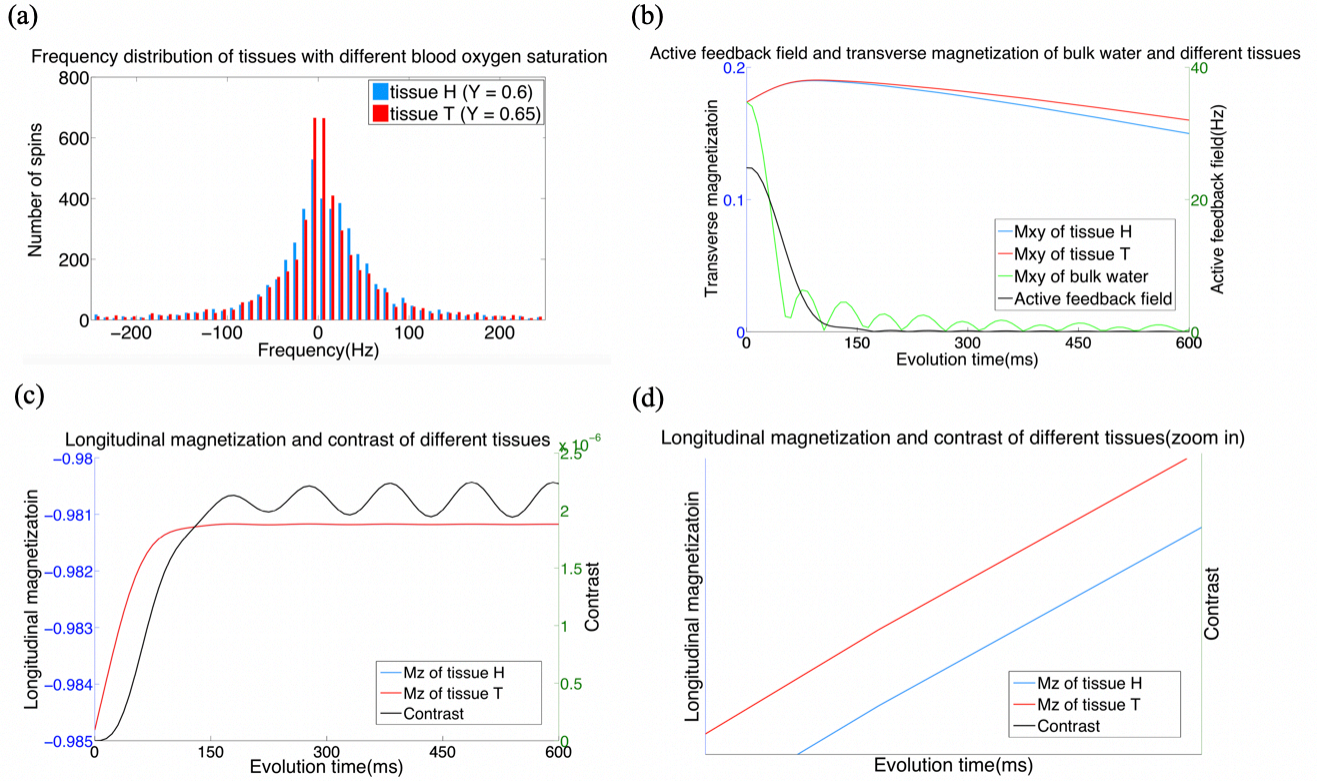 (a)
Frequency distribution of tissues with different blood oxygen saturation
800
600
400
200
0
Number of spins
tissue H (Y = 0.6)
tissue T (Y = 0.65)
−200
−100
0
100
200
Frequency(Hz)
(b)
Active feedback field and transverse magnetization of bulk water and different tissues
0.2
0.1
0
Transverse magnetizatoin
40
20
0
Active feedback field(Hz)
Mxy of tissue H
Mxy of tissue T
Mxy of bulk water
Active feedback field
0
150
300
450
600
Evolution time(ms)
(c)
Longitudinal magnetization and contrast of different tissues
−0.98
−0.981
−0.982
−0.983
−0.984
−0.985
Longitudinal magnetizatoin
x 10^-6
2.5
2
1.5
1
0.5
0
Contrast
Mz of tissue H
Mz of tissue T
Contrast
0
150
300
450
600
Evolution time(ms)
(d)
Longitudinal magnetization and contrast of different tissues(zoom in)
Longitudinal magnetizatoin
Contrast
Mz of tissue H
Mz of tissue T
Contrast
Evolution time(ms)